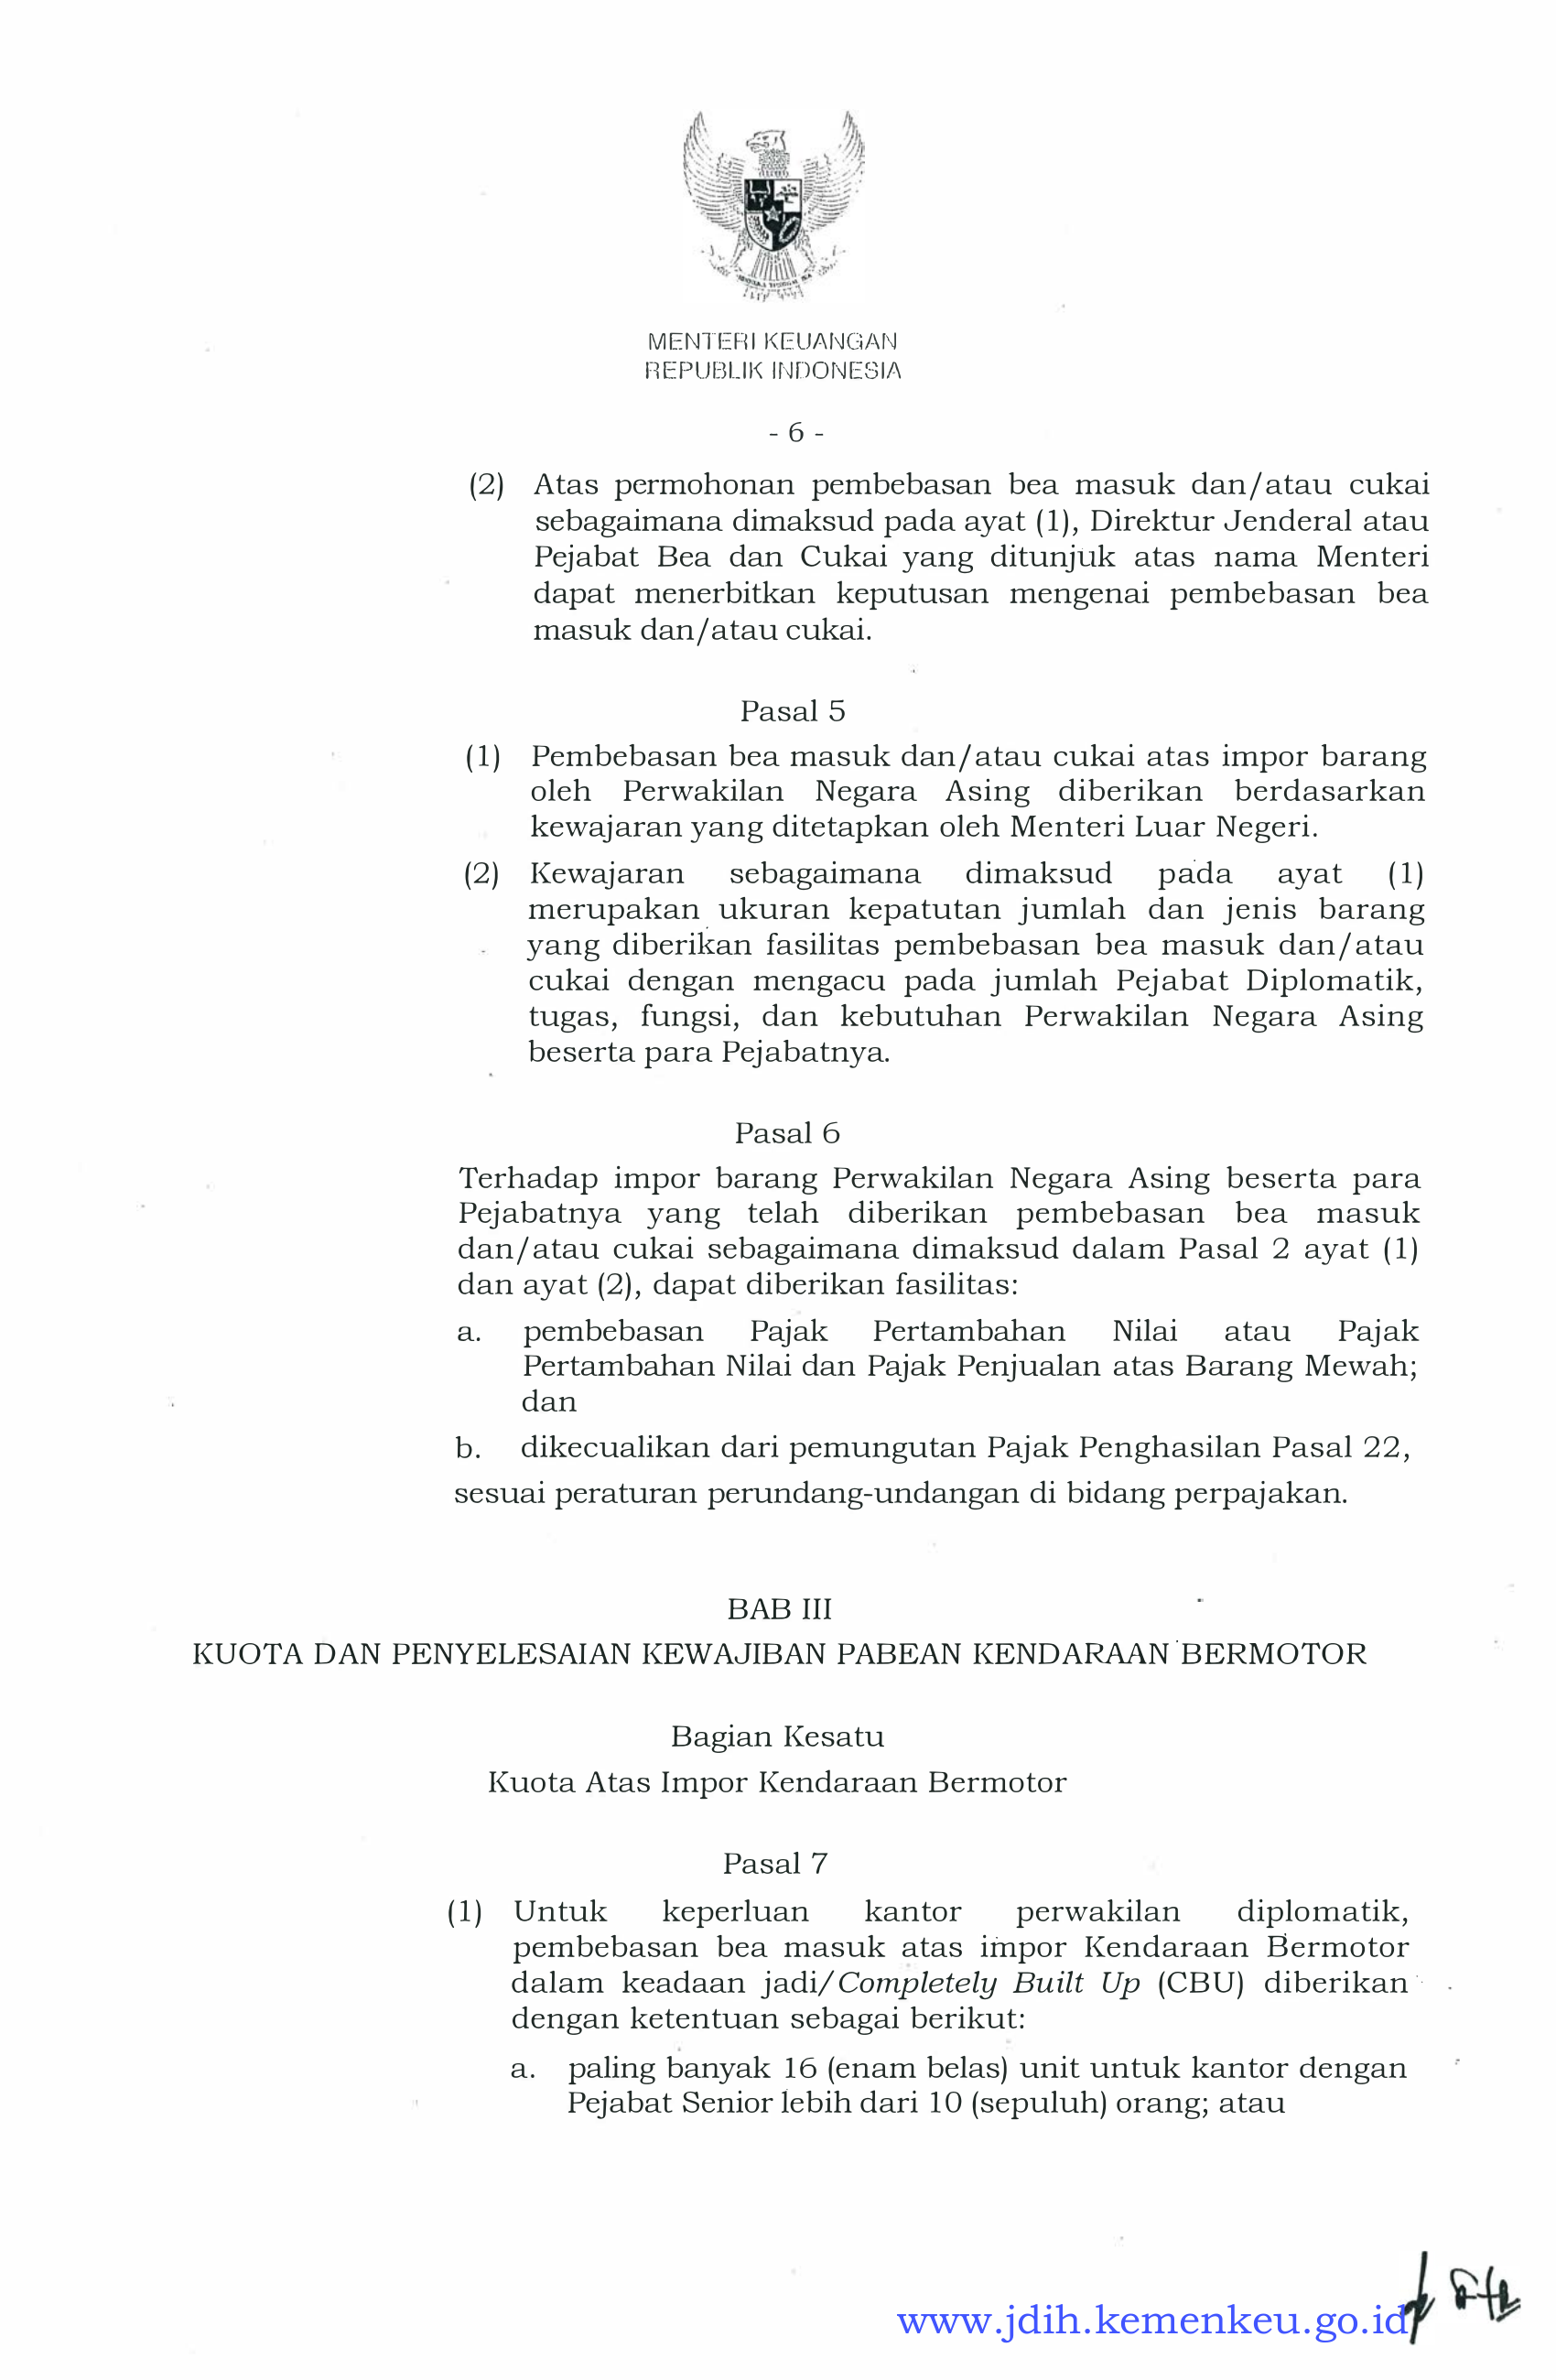 MENTERI KEUANGAN
REPUBLIK INDONESIA
- 6 -
(2) Atas permohonan pembebasan bea masuk dan/atau cukai
sebagaimana dimaksud pada ayat (1), Direktur Jenderal atau
Pejabat Bea dan Cukai yang ditunjuk atas nama Menteri
dapat menerbitkan keputusan mengenai pembebasan bea
masuk dan/atau cukai.
Pasal 5
(1) Pembebasan bea masuk dan/atau cukai atas impor barang
oleh Perwakilan Negara Asing diberikan berdasarkan
kewajaran yang ditetapkan oleh Menteri Luar Negeri.
(2) Kewajaran sebagaimana dimaksud pada ayat (1)
merupakan ukuran kepatutan jumlah dan jenis barang
yang diberikan fasilitas pembebasan bea masuk dan/atau
cukai dengan mengacu pada jumlah Pejabat Diplomatik,
tugas, fungsi, dan kebutuhan Perwakilan Negara Asing
beserta para Pejabatnya.
Pasal 6
Terhadap impor barang Perwakilan Negara Asing beserta para
Pejabatnya yang telah diberikan pembebasan bea masuk
dan/atau cukai sebagaimana dimaksud dalam Pasal 2 ayat (1)
dan ayat (2), dapat diberikan fasilitas:
a. pembebasan Pajak Pertambahan Nilai atau Pajak
Pertambahan Nilai dan Pajak Penjualan atas Barang Mewah;
dan
b. dikecualikan dari pemungutan Pajak Penghasilan Pasal 22,
sesuai peraturan perundang-undangan di bidang perpajakan.
BAB III
KUOTA DAN PENYELESAIAN KEWAJIBAN PABEAN KENDARAAN BERMOTOR
Bagian Kesatu
Kuota Atas Impor Kendaraan Bermotor
Pasal 7
(1) Untuk keperluan kantor perwakilan diplomatik,
pembebasan bea masuk atas impor Kendaraan Bermotor
dalam keadaan jadi/Completely Built Up (CBU) diberikan
dengan ketentuan sebagai berikut:
a. paling banyak 16 (enam belas) unit untuk kantor dengan
Pejabat Senior lebih dari 10 (sepuluh) orang; atau
www.jdih.kemenkeu.go.id